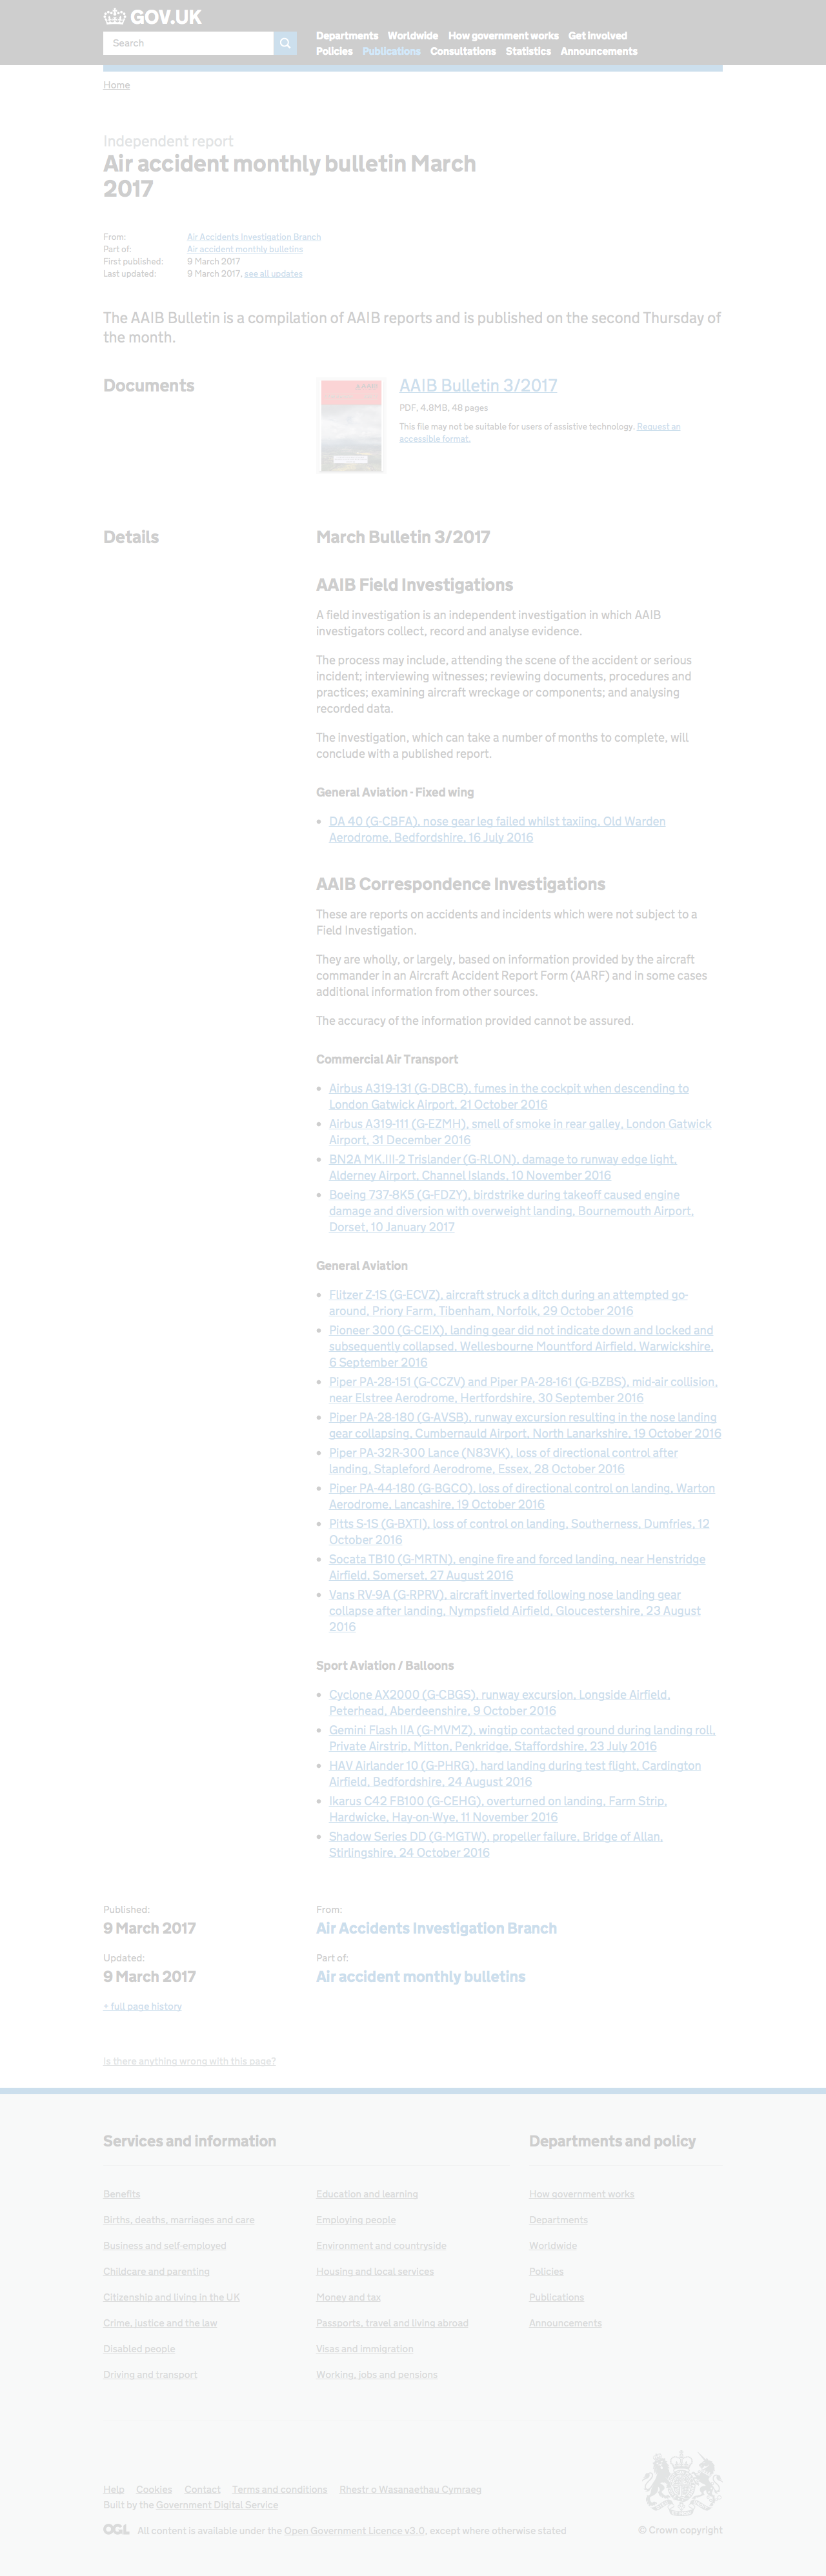 GOV.UK
Search
Departments Worldwide How government works Get involved
Policies Publications Consultations Statistics Announcements
Home
Independent report
Air accident monthly bulletin March
2017
From: Air Accidents Investigation Branch
Part of: Air accident monthly bulletins
First published: 9 March 2017
Last updated: 9 March 2017, see all updates
The AAIB Bulletin is a compilation of AAIB reports and is published on the second Thursday of
the month.
Documents
AAIB Bulletin 3/2017
PDF, 4.8MB, 48 pages
This file may not be suitable for users of assistive technology. Request an
accessible format.
Details
March Bulletin 3/2017
AAIB Field Investigations
A field investigation is an independent investigation in which AAIB
investigators collect, record and analyse evidence.
The process may include, attending the scene of the accident or serious
incident; interviewing witnesses; reviewing documents, procedures and
practices; examining aircraft wreckage or components; and analysing
recorded data.
The investigation, which can take a number of months to complete, will
conclude with a published report.
General Aviation - Fixed wing
DA 40 (G-CBFA), nose gear leg failed whilst taxiing, Old Warden
Aerodrome, Bedfordshire, 16 July 2016
AAIB Correspondence Investigations
These are reports on accidents and incidents which were not subject to a
Field Investigation.
They are wholly, or largely, based on information provided by the aircraft
commander in an Aircraft Accident Report Form (AARF) and in some cases
additional information from other sources.
The accuracy of the information provided cannot be assured.
Commercial Air Transport
Airbus A319-131 (G-DBCB), fumes in the cockpit when descending to
London Gatwick Airport, 21 October 2016
Airbus A319-111 (G-EZMH), smell of smoke in rear galley, London Gatwick
Airport, 31 December 2016
BN2A MK.III-2 Trislander (G-RLON), damage to runway edge light,
Alderney Airport, Channel Islands, 10 November 2016
Boeing 737-8K5 (G-FDZY), birdstrike during takeoff caused engine
damage and diversion with overweight landing, Bournemouth Airport,
Dorset, 10 January 2017
General Aviation
Flitzer Z-1S (G-ECVZ), aircraft struck a ditch during an attempted go-
around, Priory Farm, Tibenham, Norfolk, 29 October 2016
Pioneer 300 (G-CEIX), landing gear did not indicate down and locked and
subsequently collapsed, Wellesbourne Mountford Airfield, Warwickshire,
6 September 2016
Piper PA-28-151 (G-CCZV) and Piper PA-28-161 (G-BZBS), mid-air collision,
near Elstree Aerodrome, Hertfordshire, 30 September 2016
Piper PA-28-180 (G-AVSB), runway excursion resulting in the nose landing
gear collapsing, Cumbernauld Airport, North Lanarkshire, 19 October 2016
Piper PA-32R-300 Lance (N83VK), loss of directional control after
landing, Stapleford Aerodrome, Essex, 28 October 2016
Piper PA-44-180 (G-BGCO), loss of directional control on landing, Warton
Aerodrome, Lancashire, 19 October 2016
Pitts S-1S (G-BXTI), loss of control on landing, Southerness, Dumfries, 12
October 2016
Socata TB10 (G-MRTN), engine fire and forced landing, near Henstridge
Airfield, Somerset, 27 August 2016
Vans RV-9A (G-RPRV), aircraft inverted following nose landing gear
collapse after landing, Nympsfield Airfield, Gloucestershire, 23 August
2016
Sport Aviation / Balloons
Cyclone AX2000 (G-CBGS), runway excursion, Longside Airfield,
Peterhead, Aberdeenshire, 9 October 2016
Gemini Flash IIA (G-MVMZ), wingtip contacted ground during landing roll,
Private Airstrip, Mitton, Penkridge, Staffordshire, 23 July 2016
HAV Airlander 10 (G-PHRG), hard landing during test flight, Cardington
Airfield, Bedfordshire, 24 August 2016
Ikarus C42 FB100 (G-CEHG), overturned on landing, Farm Strip,
Hardwicke, Hay-on-Wye, 11 November 2016
Shadow Series DD (G-MGTW), propeller failure, Bridge of Allan,
Stirlingshire, 24 October 2016
Published: From:
9 March 2017 Air Accidents Investigation Branch
Updated: Part of:
9 March 2017 Air accident monthly bulletins
+ full page history
Is there anything wrong with this page?
Services and information Departments and policy
Benefits Education and learning How government works
Births, deaths, marriages and care Employing people Departments
Business and self-employed Environment and countryside Worldwide
Childcare and parenting Housing and local services Policies
Citizenship and living in the UK Money and tax Publications
Crime, justice and the law Passports, travel and living abroad Announcements
Disabled people Visas and immigration
Driving and transport Working, jobs and pensions
Help Cookies Contact Terms and conditions Rhestr o Wasanaethau Cymraeg
Built by the Government Digital Service
OGL All content is available under the Open Government Licence v3.0, except where otherwise stated
© Crown copyright